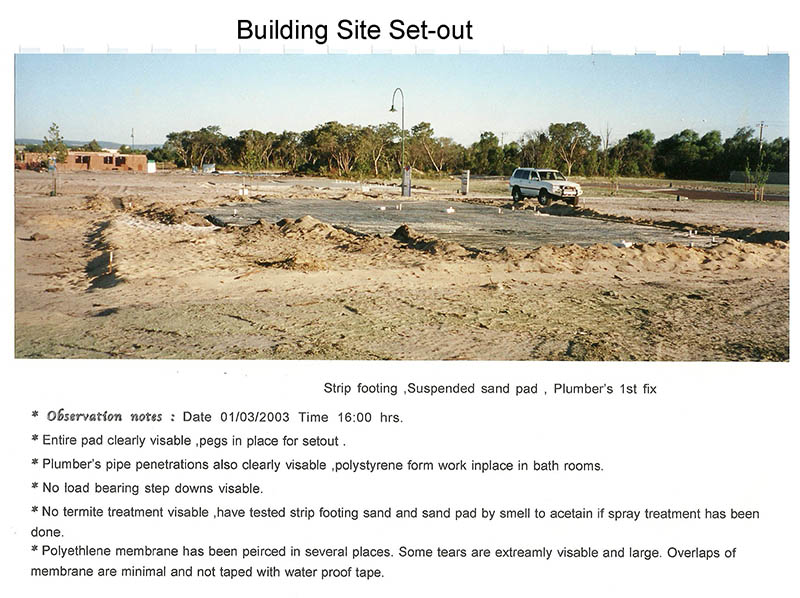 Building Site Set-out
Strip footing ,Suspended sand pad , Plumber's 1st fix
* Observation notes : Date 01/03/2003 Time 16:00 hrs.
* Entire pad clearly visable ,pegs in place for setout .
* Plumber's pipe penetrations also clearly visable ,polystyrene form work inplace in bath rooms.
* No load bearing step downs visable.
* No termite treatment visable ,have tested strip footing sand and sand pad by smell to acetain if spray treatment has been
done.
* Polyethlene membrane has been peirced in several places. Some tears are extreamly visable and large. Overlaps of
membrane are minimal and not taped with water proof tape.